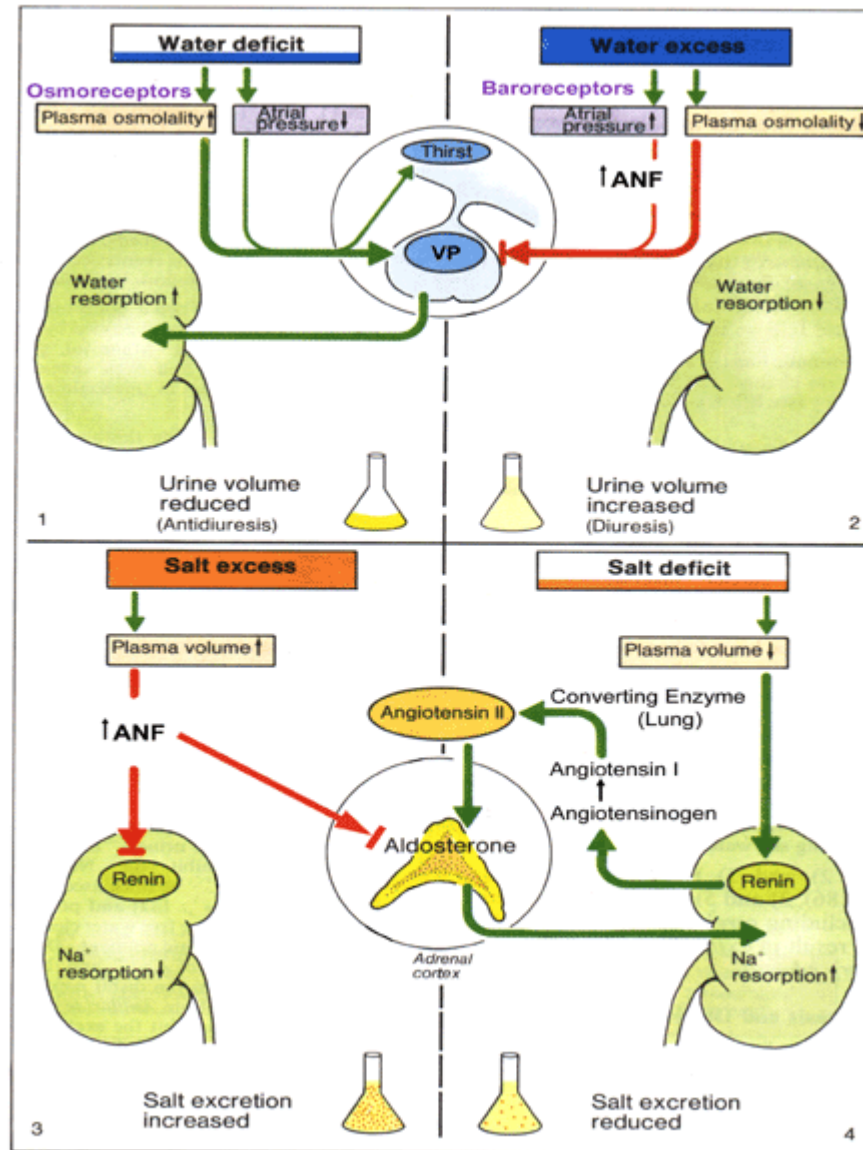 Water deficit
Osmoreceptors
Plasma osmolality ↑
Atrial
pressure ↓
Water excess
Baroreceptors
Atrial
pressure ↑
Plasma osmolality ↓
↑ANF
Thirst
VP
Water
resorption ↑
Water
resorption ↓
Urine volume
reduced
(Antidiuresis)
1
Urine volume
increased
(Diuresis)
2
Salt excess
Plasma volume ↑
↑ANF
Renin
Na⁺
resorption ↓
Salt deficit
Plasma volume ↓
Converting Enzyme
(Lung)
Angiotensin II
Angiotensin I
↑
Angiotensinogen
Aldosterone
Renin
Na⁺
resorption ↑
Adrenal
cortex
Salt excretion
increased
3
Salt excretion
reduced
4